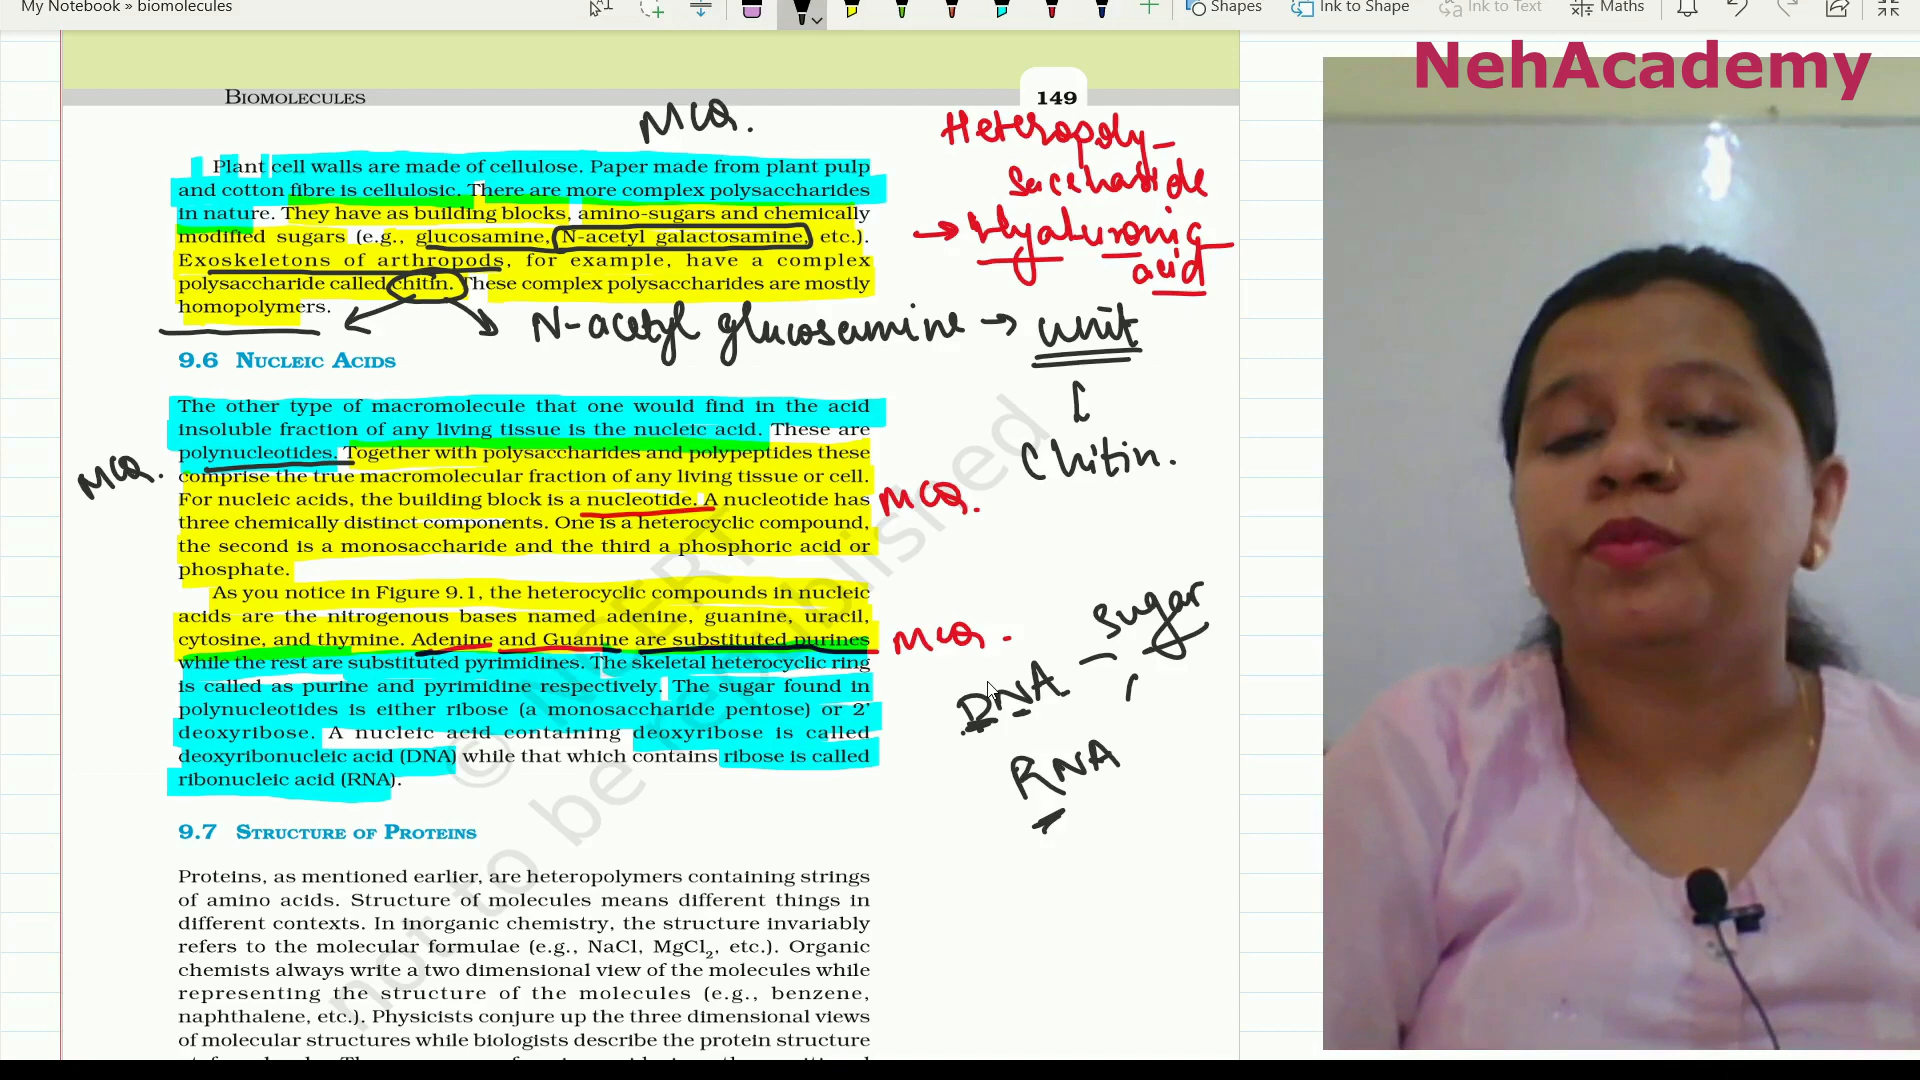 My Notebook » biomolecules
Shapes
Ink to Shape
Ink to Text
Maths
NehAcademy
BIOMOLECULES
149
MCQ.
Heteropoly-
saccharide
→ Hyaluronic
acid
Plant cell walls are made of cellulose. Paper made from plant pulp
and cotton fibre is cellulosic. There are more complex polysaccharides
in nature. They have as building blocks, amino-sugars and chemically
modified sugars (e.g., glucosamine, N-acetyl galactosamine, etc.).
Exoskeletons of arthropods, for example, have a complex
polysaccharide called chitin. These complex polysaccharides are mostly
homopolymers.
N-acetyl glucosamine → unit
Chitin.
9.6 NUCLEIC ACIDS
The other type of macromolecule that one would find in the acid
insoluble fraction of any living tissue is the nucleic acid. These are
polynucleotides. Together with polysaccharides and polypeptides these
comprise the true macromolecular fraction of any living tissue or cell.
For nucleic acids, the building block is a nucleotide. A nucleotide has
three chemically distinct components. One is a heterocyclic compound,
the second is a monosaccharide and the third a phosphoric acid or
phosphate.
MCQ.
MCQ.
As you notice in Figure 9.1, the heterocyclic compounds in nucleic
acids are the nitrogenous bases named adenine, guanine, uracil,
cytosine, and thymine. Adenine and Guanine are substituted purines
while the rest are substituted pyrimidines. The skeletal heterocyclic ring
is called as purine and pyrimidine respectively. The sugar found in
polynucleotides is either ribose (a monosaccharide pentose) or 2'
deoxyribose. A nucleic acid containing deoxyribose is called
deoxyribonucleic acid (DNA) while that which contains ribose is called
ribonucleic acid (RNA).
MCQ.
DNA - sugar
RNA
9.7 STRUCTURE OF PROTEINS
Proteins, as mentioned earlier, are heteropolymers containing strings
of amino acids. Structure of molecules means different things in
different contexts. In inorganic chemistry, the structure invariably
refers to the molecular formulae (e.g., NaCl, MgCl₂, etc.). Organic
chemists always write a two dimensional view of the molecules while
representing the structure of the molecules (e.g., benzene,
naphthalene, etc.). Physicists conjure up the three dimensional views
of molecular structures while biologists describe the protein structure
© NCERT
not to be republished